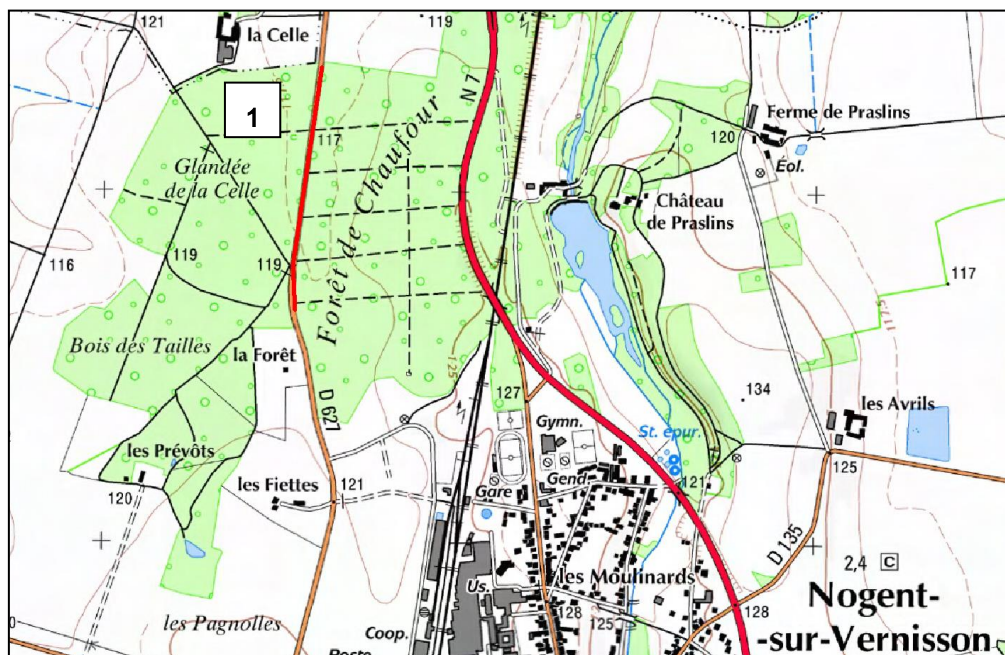 121
la Celle
119
1
117
N 7
Forêt de Chaufour
Glandée
de la Celle
120
Ferme de Praslins
Éol.
Château
de Praslins
116
119
119
117
Bois des Tailles
la Forêt
125
D 627
127
134
Gymn.
St. épur.
les Avrils
les Prévôts
120
les Fiettes
121
Gare
Gend.
121
125
D 135
2,4 C
Us.
les Moulinards
Nogent-
-sur-Vernisson
les Pagnolles
128
125
128
Coop.